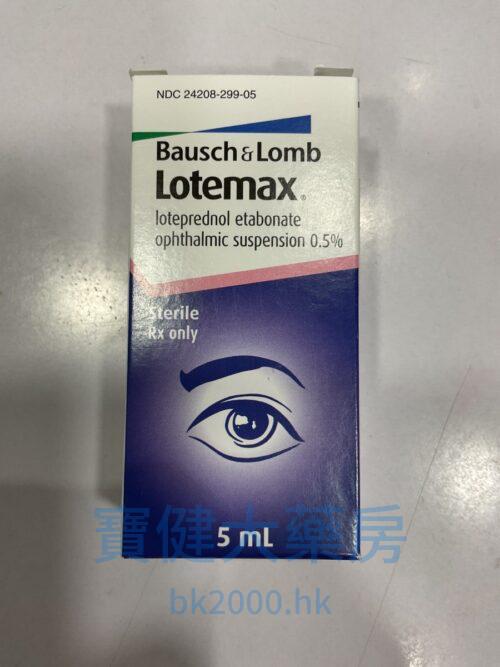 NDC 24208-299-05
Bausch & Lomb
Lotemax®
loteprednol etabonate
ophthalmic suspension 0.5%
Sterile
Rx only
5 mL
寶健大藥房
bk2000.hk